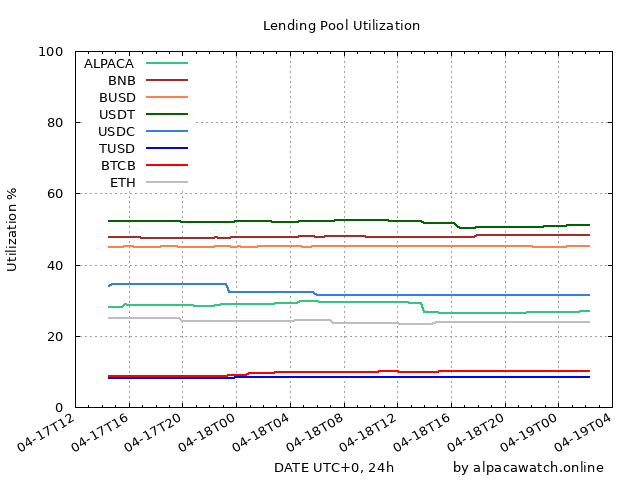 Lending Pool Utilization
100
80
60
40
20
0
Utilization %
ALPACA
BNB
BUSD
USDT
USDC
TUSD
BTCB
ETH
04-17T12
04-17T16
04-17T20
04-18T00
04-18T04
04-18T08
04-18T12
04-18T16
04-18T20
04-19T00
04-19T04
DATE UTC+0, 24h
by alpacawatch.online